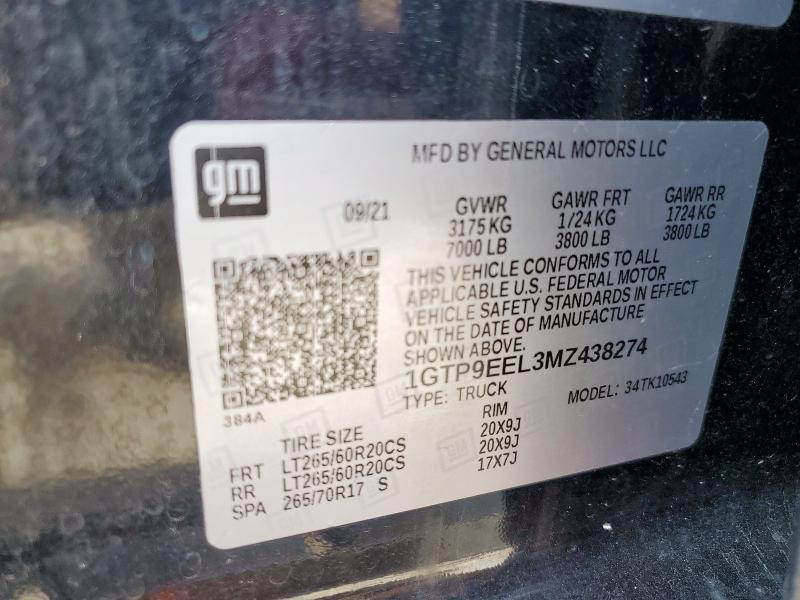 gm
MFD BY GENERAL MOTORS LLC
09/21
GVWR
3175 KG
7000 LB
GAWR FRT
1/24 KG
3800 LB
GAWR RR
1724 KG
3800 LB
THIS VEHICLE CONFORMS TO ALL
APPLICABLE U.S. FEDERAL MOTOR
VEHICLE SAFETY STANDARDS IN EFFECT
ON THE DATE OF MANUFACTURE
SHOWN ABOVE.
1GTP9EEL3MZ438274
TYPE: TRUCK
MODEL: 34TK10543
384A
TIRE SIZE
RIM
FRT LT265/60R20CS 20X9J
RR LT265/60R20CS 20X9J
SPA 265/70R17 S 17X7J